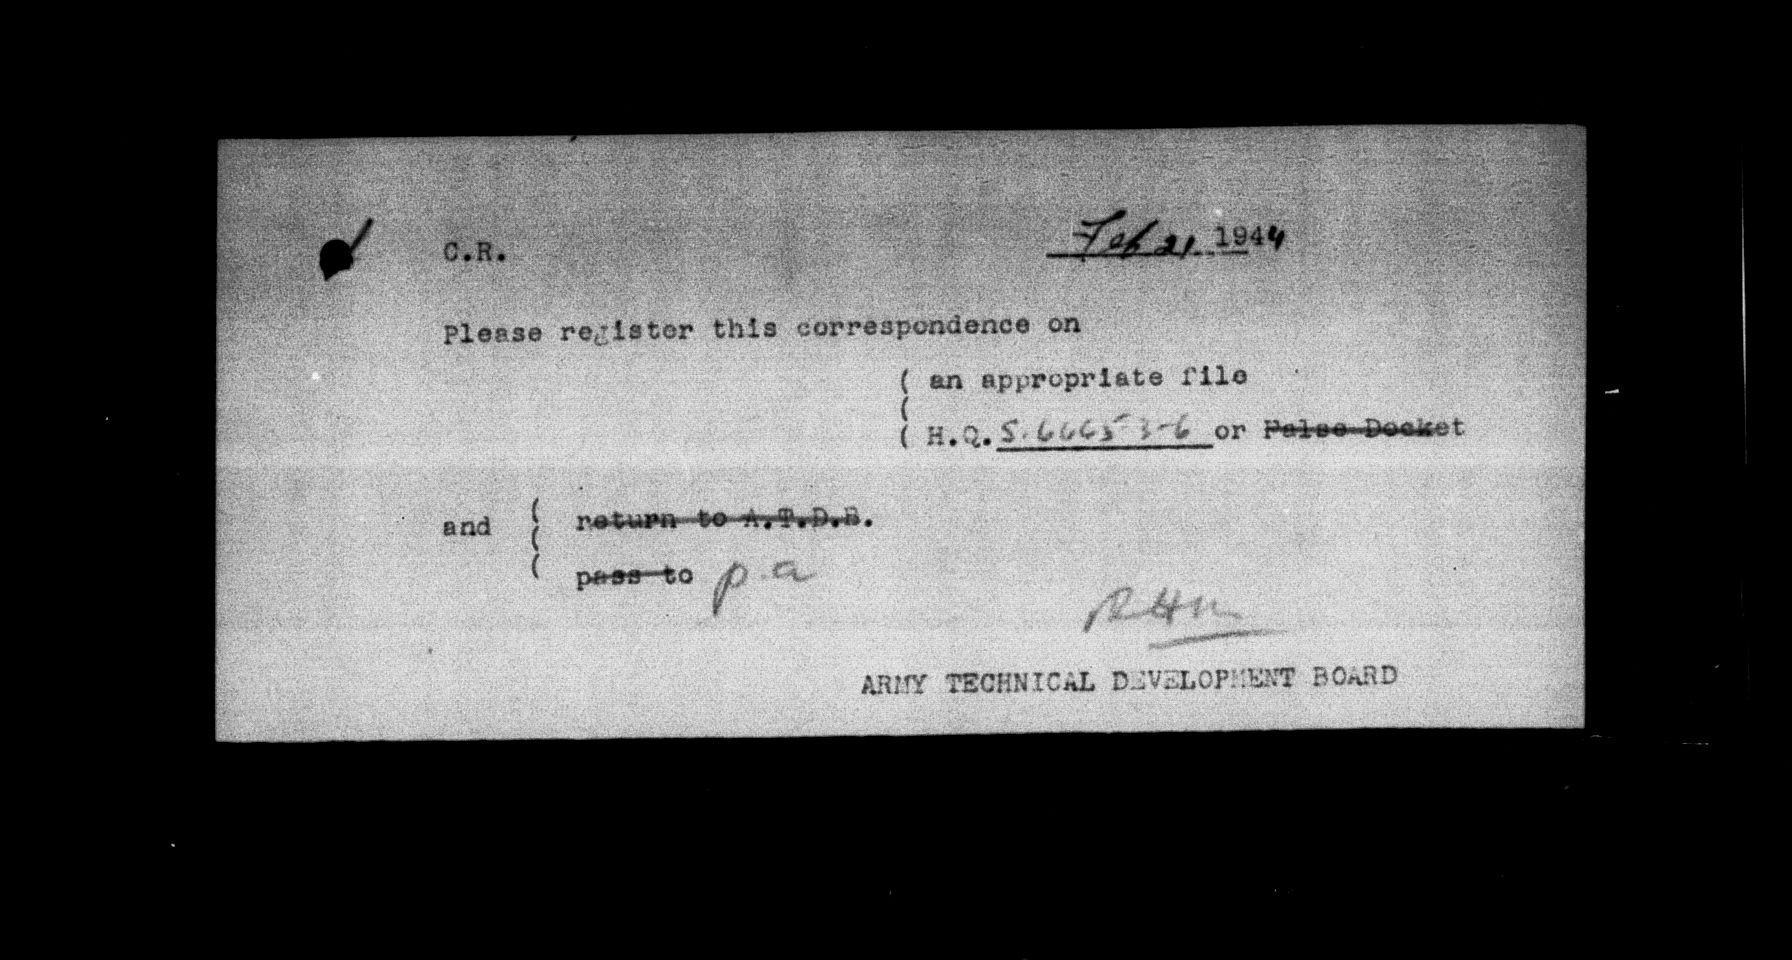 C.R. Feb 21 1944
Please register this correspondence on
( an appropriate file
(
( H.Q. S.6665-3-6 or False Docket
and ( return to A.T.D.B.
(
( pass to p.a
ARMY TECHNICAL DEVELOPMENT BOARD